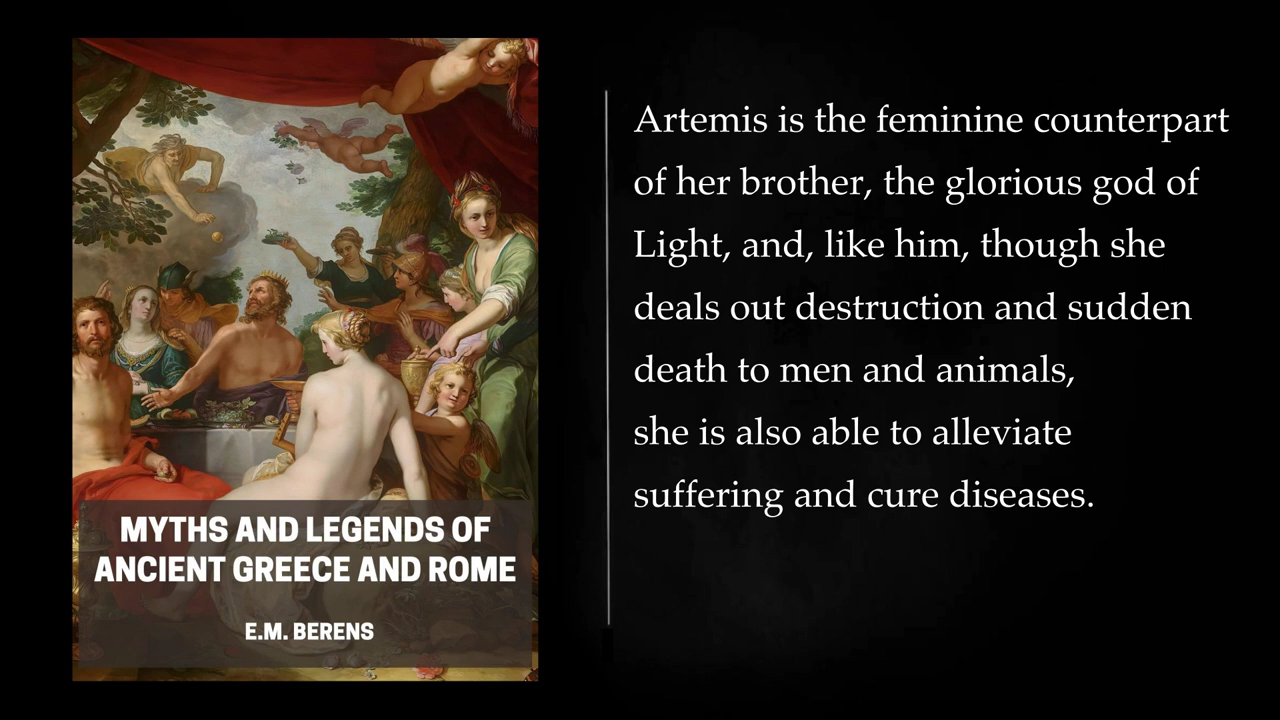 MYTHS AND LEGENDS OF
ANCIENT GREECE AND ROME
E.M. BERENS
Artemis is the feminine counterpart
of her brother, the glorious god of
Light, and, like him, though she
deals out destruction and sudden
death to men and animals,
she is also able to alleviate
suffering and cure diseases.